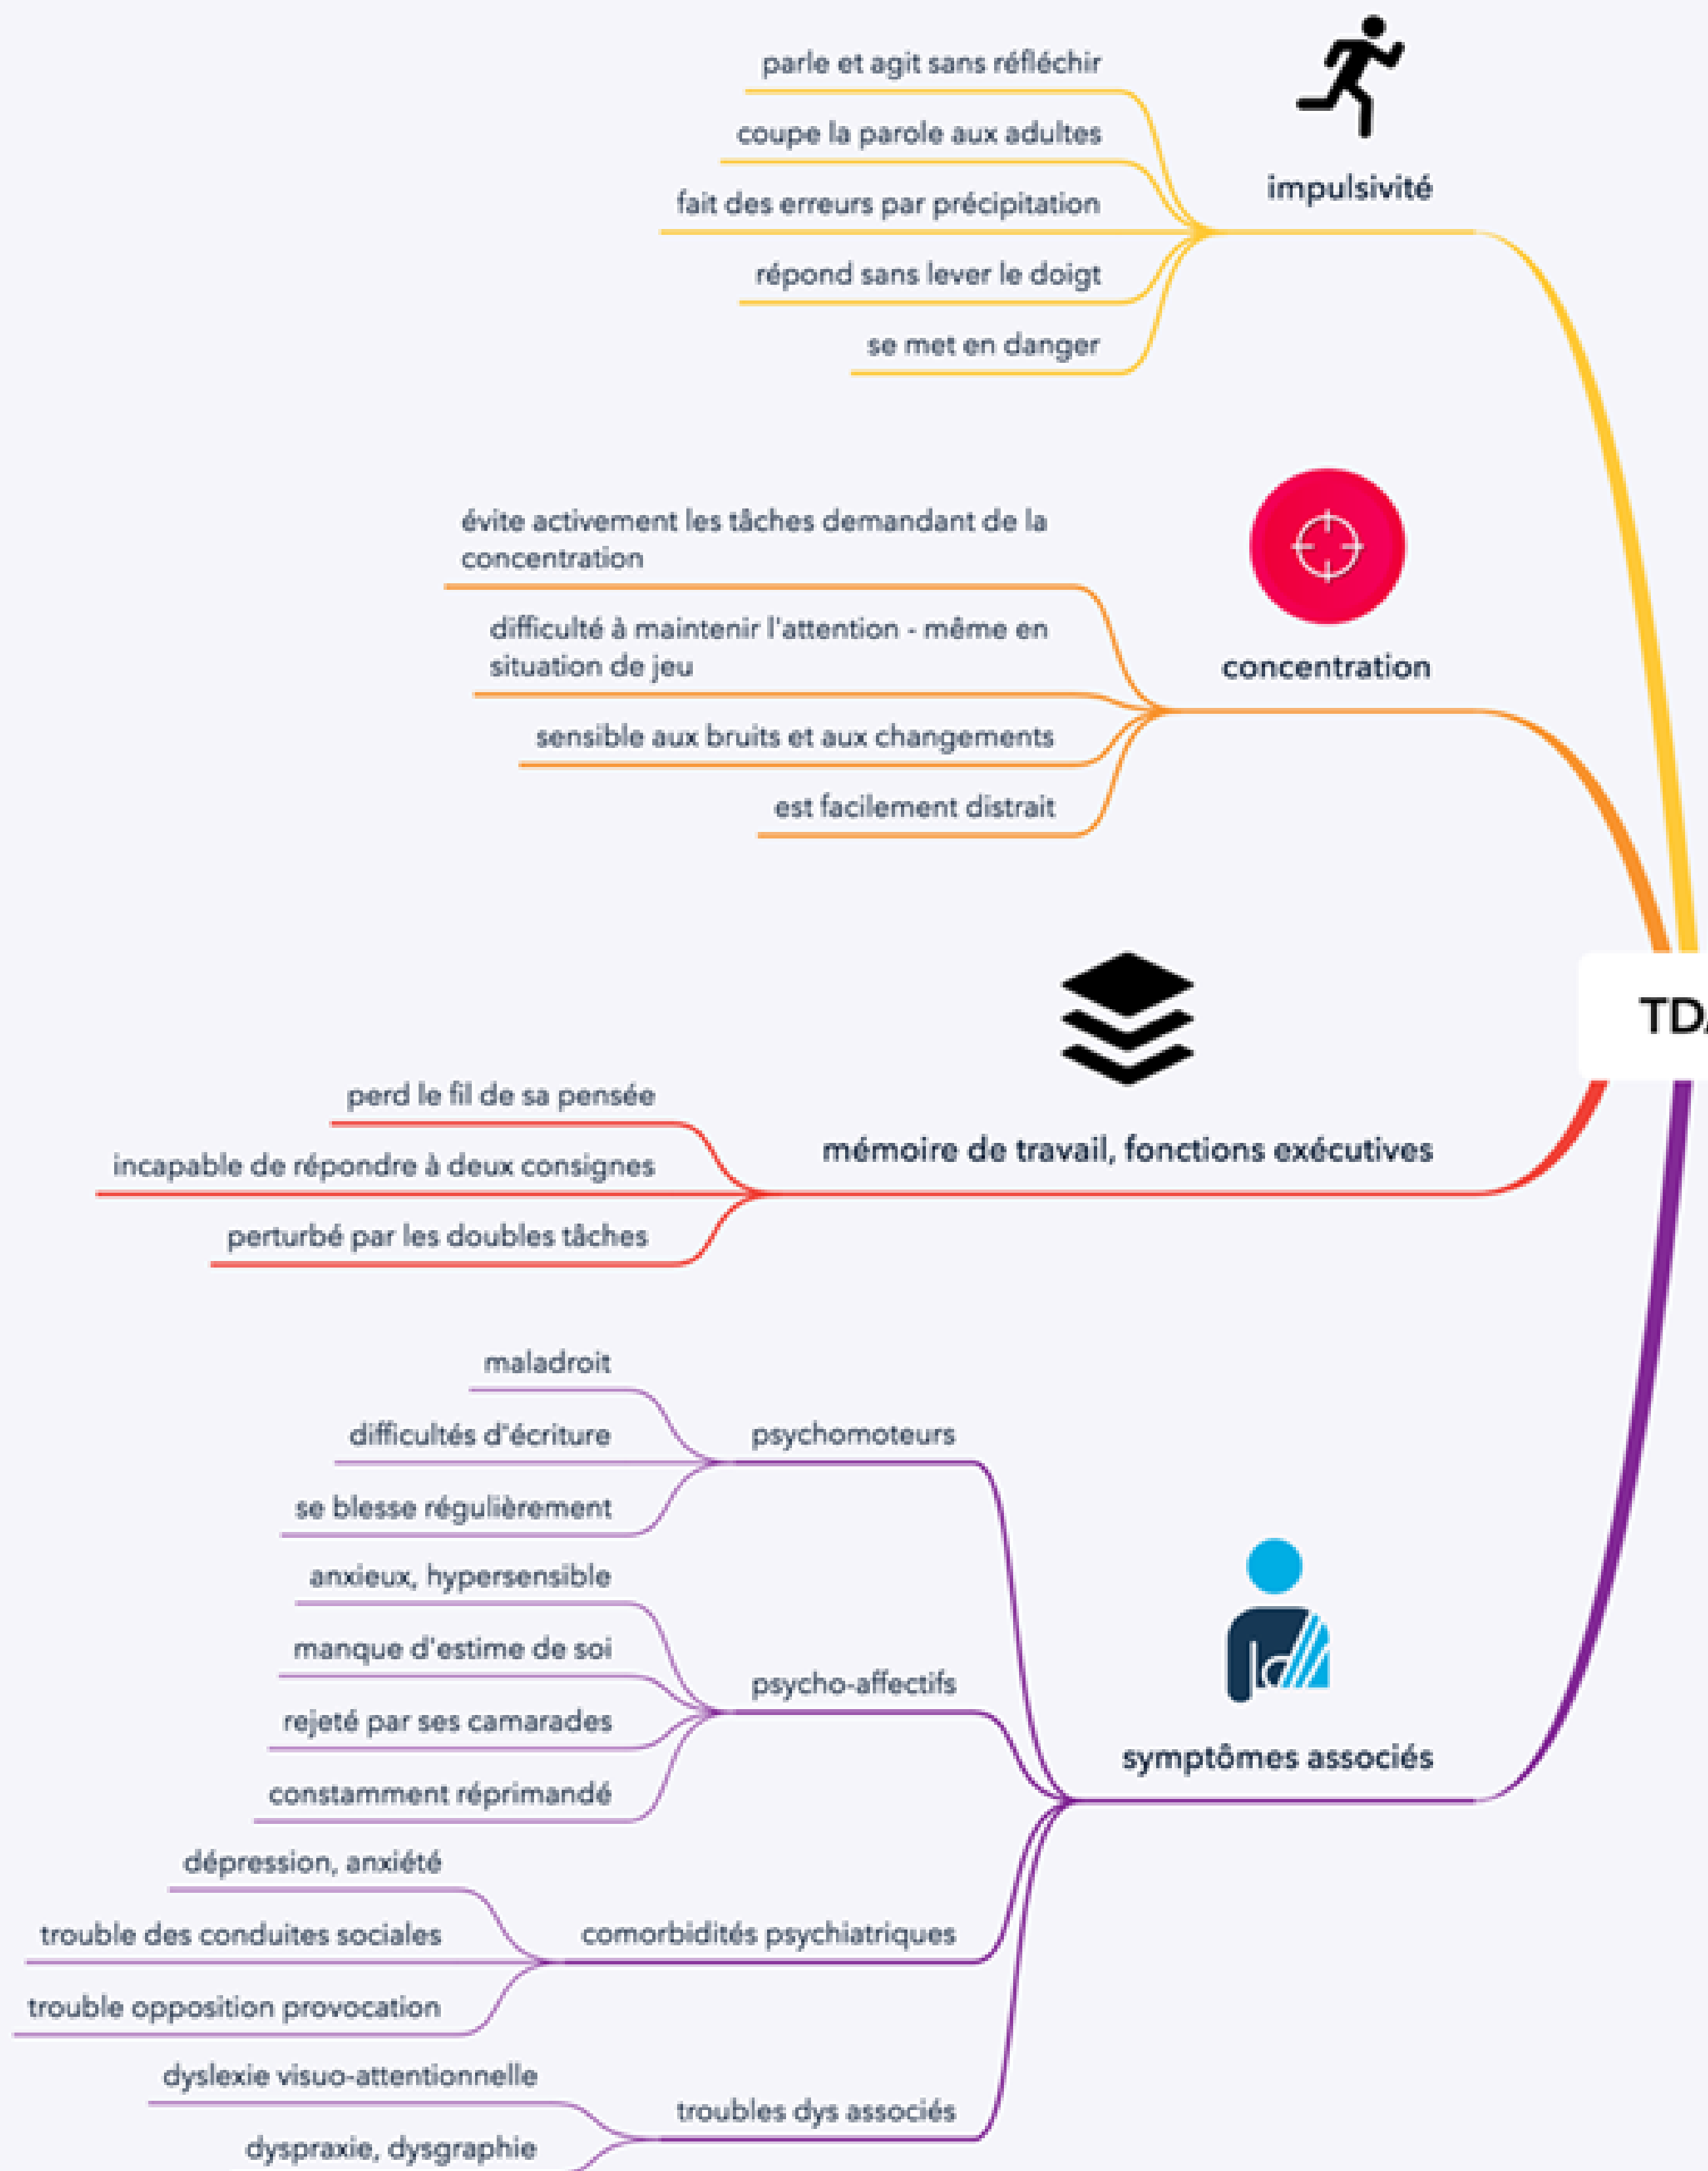 parle et agit sans réfléchir
coupe la parole aux adultes
fait des erreurs par précipitation
répond sans lever le doigt
se met en danger
impulsivité
évite activement les tâches demandant de la
concentration
difficulté à maintenir l'attention - même en
situation de jeu
sensible aux bruits et aux changements
est facilement distrait
concentration
TDA
perd le fil de sa pensée
incapable de répondre à deux consignes
perturbé par les doubles tâches
mémoire de travail, fonctions exécutives
maladroit
difficultés d'écriture
se blesse régulièrement
psychomoteurs
anxieux, hypersensible
manque d'estime de soi
rejeté par ses camarades
constamment réprimandé
psycho-affectifs
symptômes associés
dépression, anxiété
trouble des conduites sociales
trouble opposition provocation
comorbidités psychiatriques
dyslexie visuo-attentionnelle
dyspraxie, dysgraphie
troubles dys associés